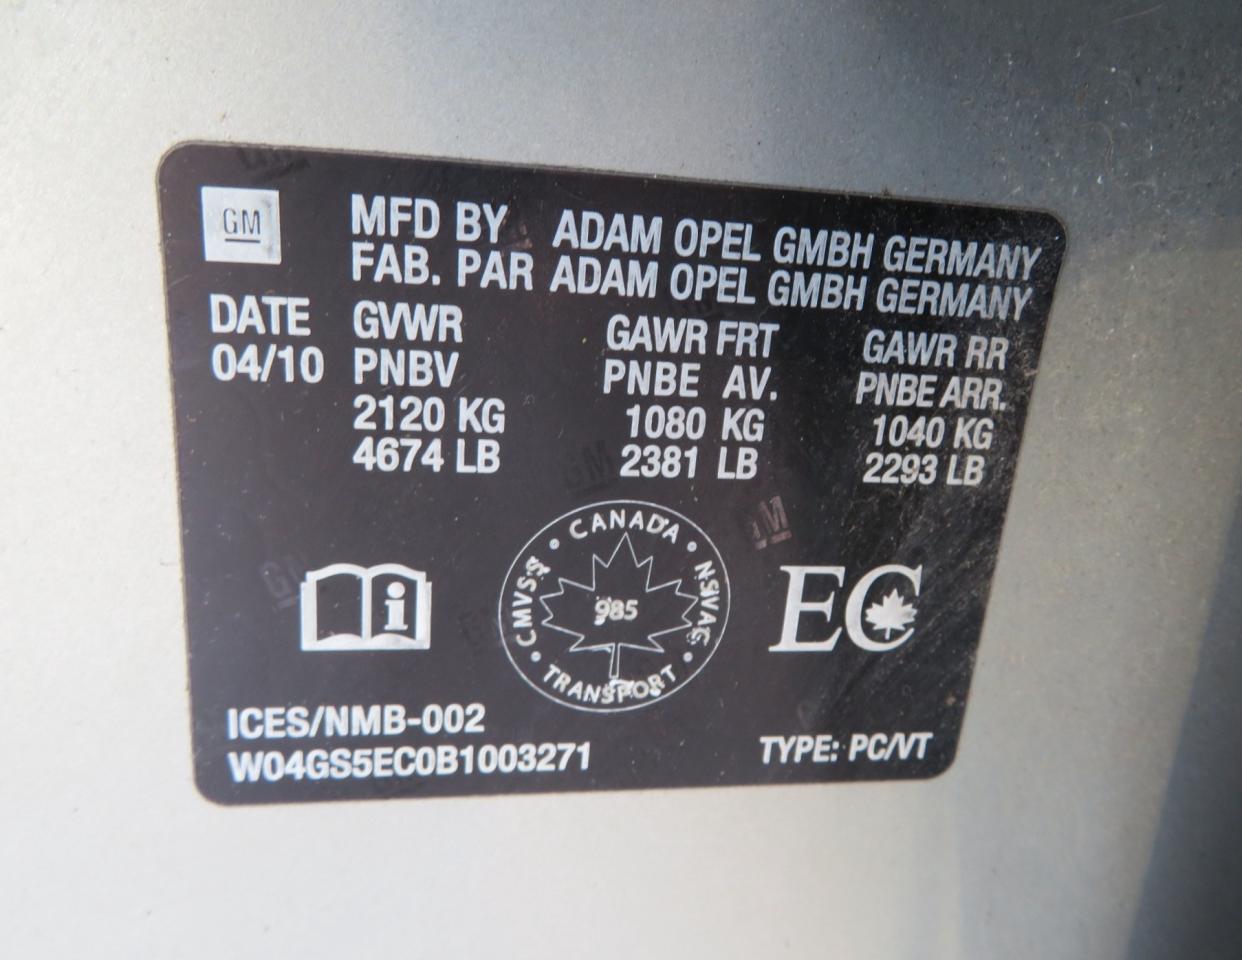 GM
MFD BY ADAM OPEL GMBH GERMANY
FAB. PAR ADAM OPEL GMBH GERMANY
DATE GVWR GAWR FRT GAWR RR
04/10 PNBV PNBE AV. PNBE ARR.
2120 KG 1080 KG 1040 KG
4674 LB 2381 LB 2293 LB
CANADA
CMVSS NSVAC
985
TRANSPORT
i
EC
ICES/NMB-002
W04GS5EC0B1003271 TYPE: PC/VT